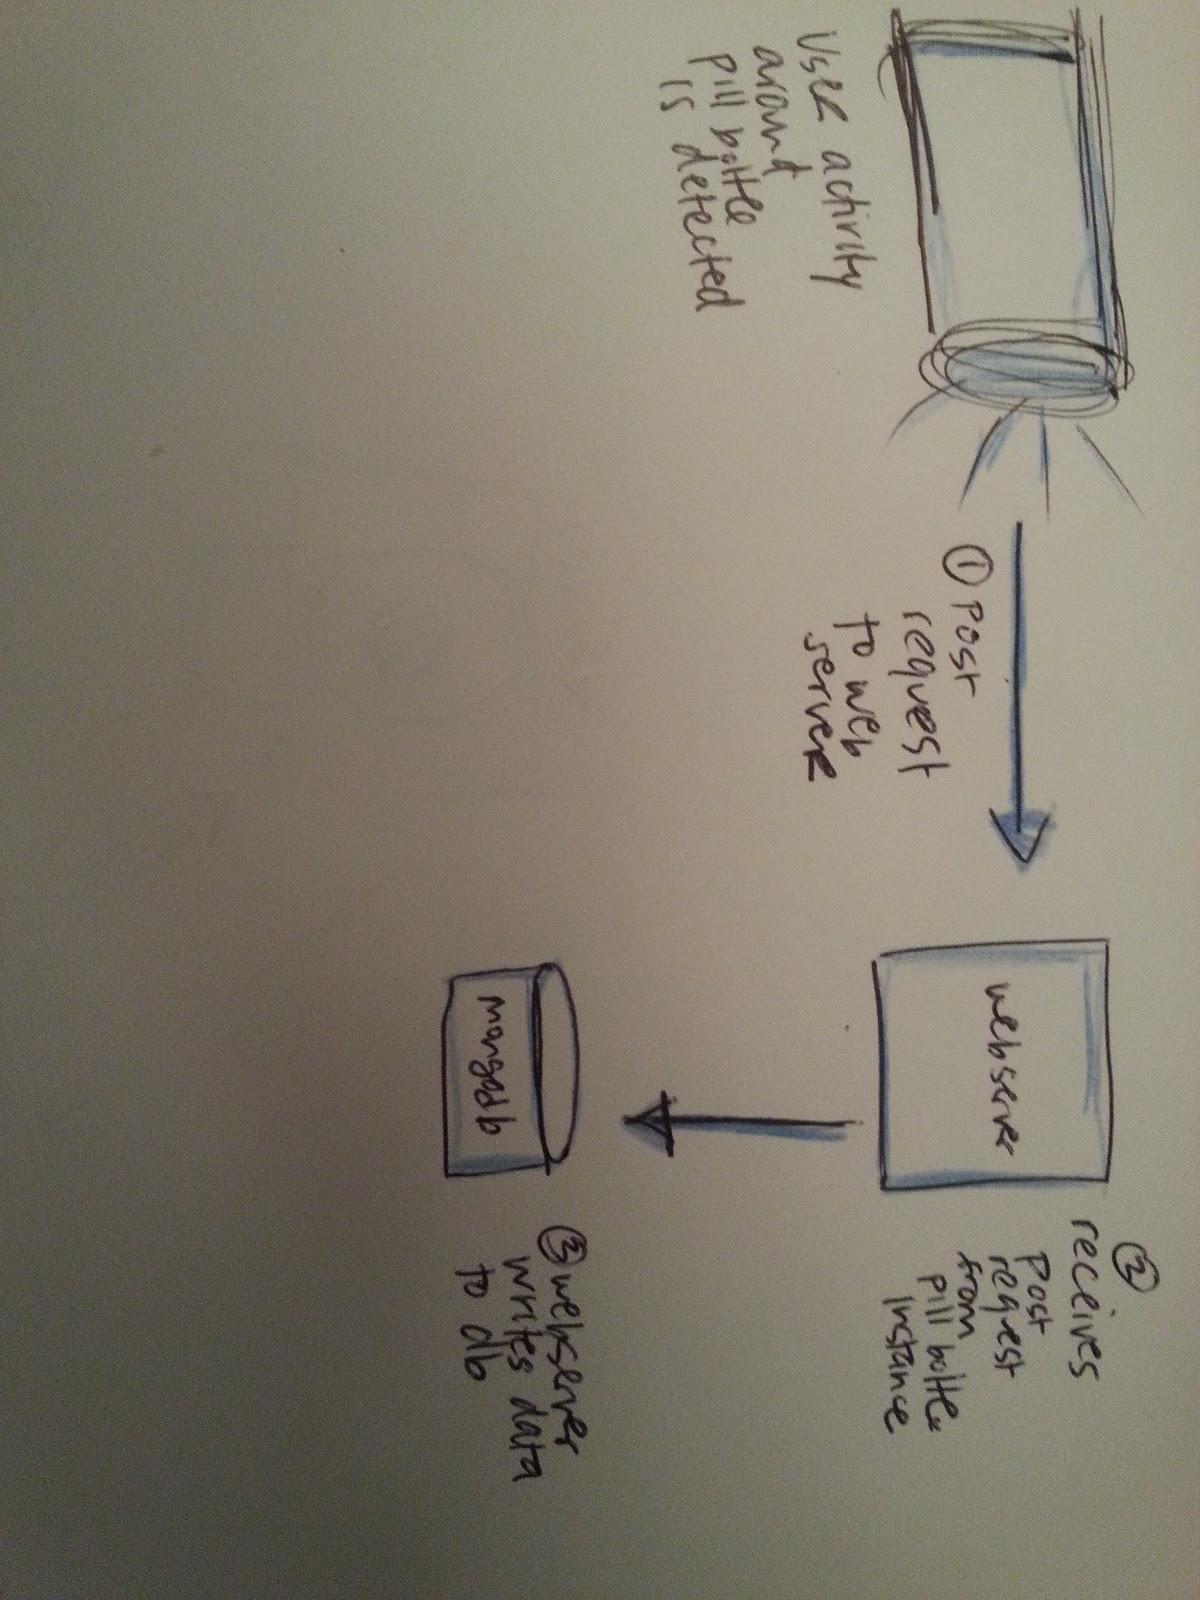 User activity
around
pill bottle
is detected
① Post
request
to web
server
webserver
② receives
Post
request
from
pill bottle
instance
mongodb
③ webserver
writes data
to db